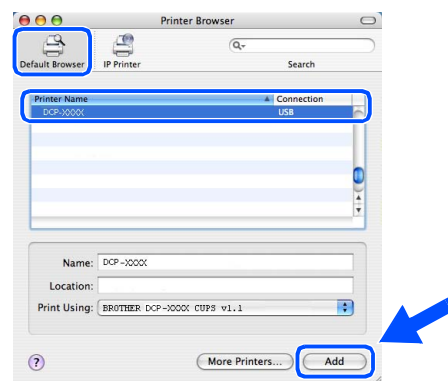 Printer Browser
Default Browser IP Printer Search
Printer Name Connection
DCP-XXXX USB
Name: DCP-XXXX
Location:
Print Using: BROTHER DCP-XXXX CUPS v1.1
? More Printers... Add